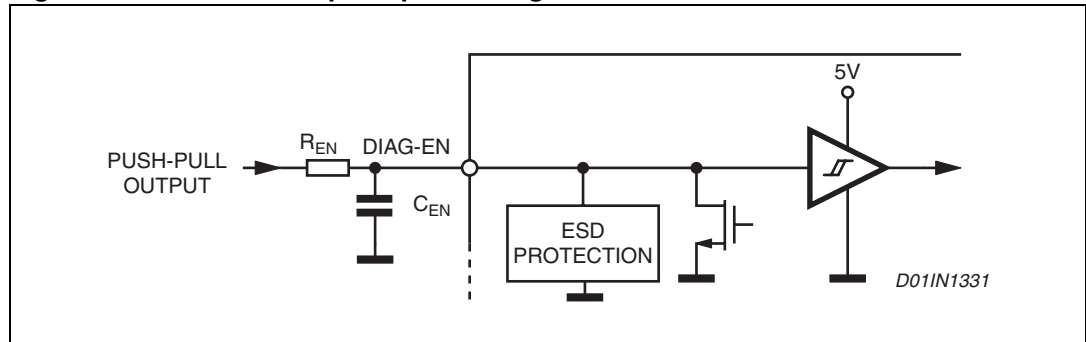 5V
R_EN
DIAG-EN
PUSH-PULL
OUTPUT
C_EN
ESD
PROTECTION
D01IN1331